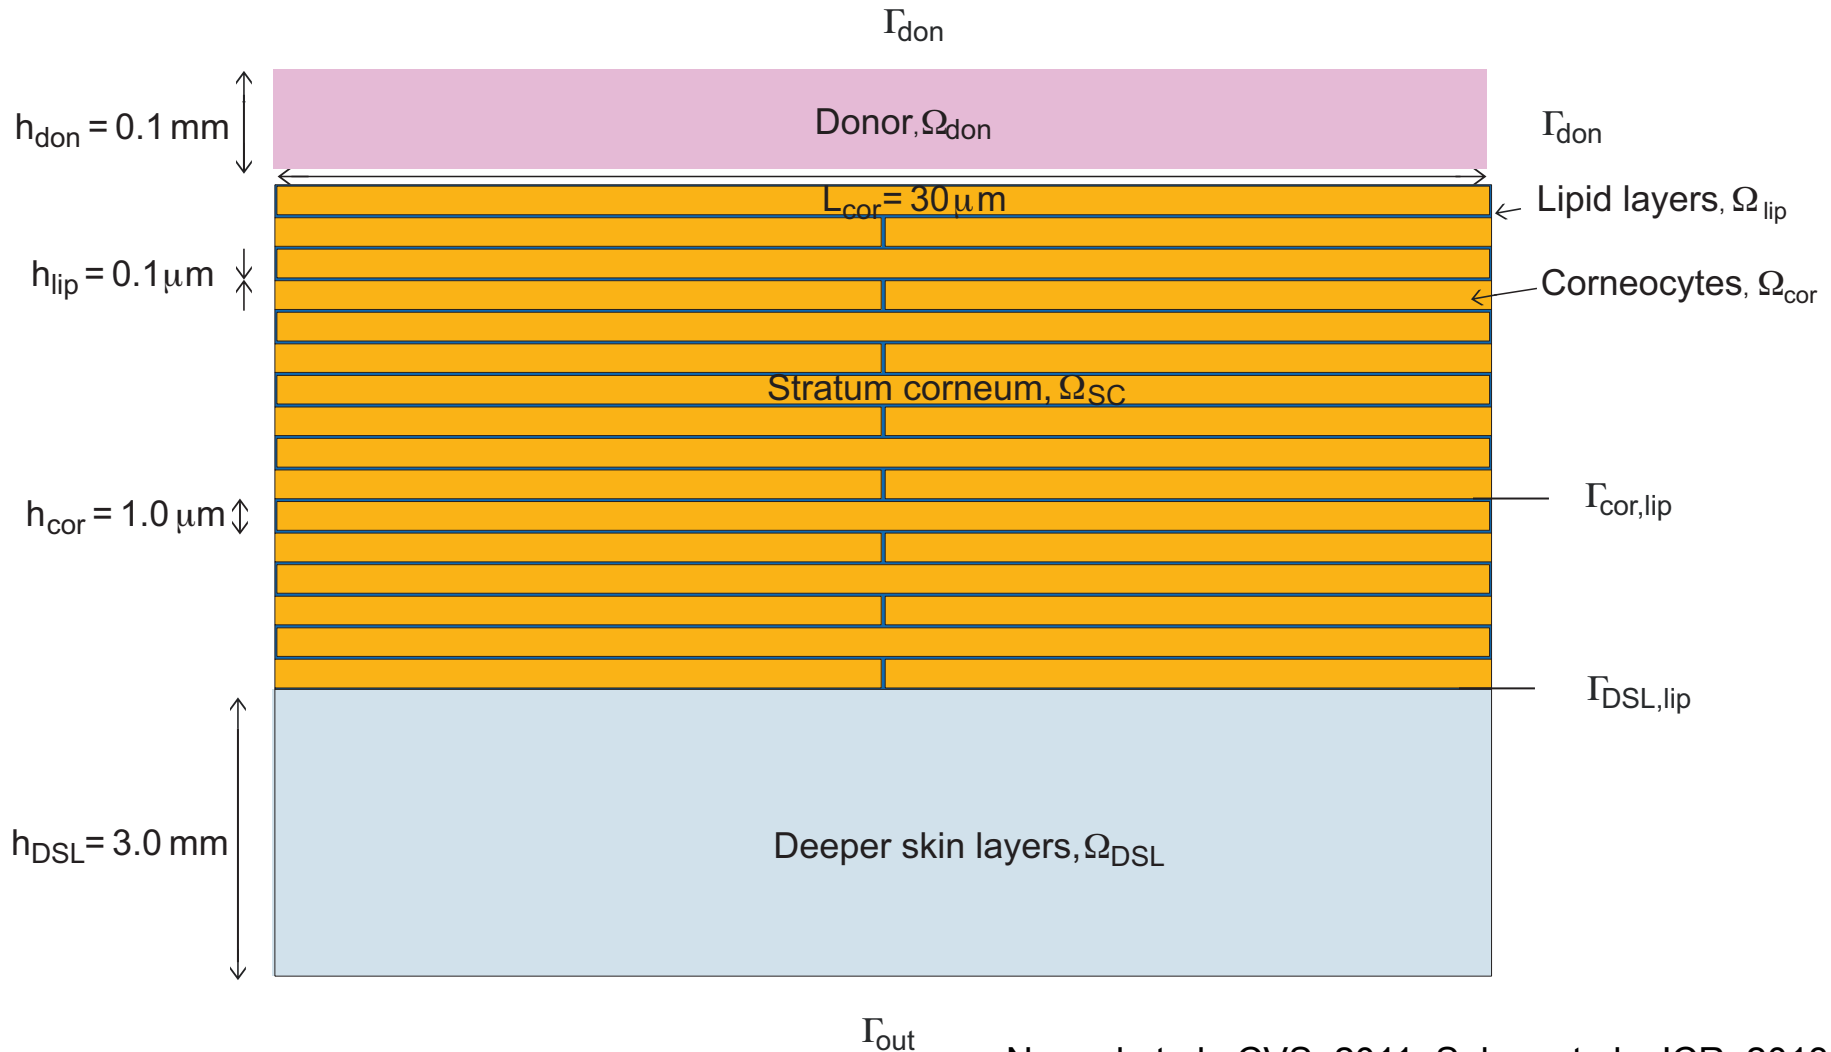 Γdon
hdon = 0.1 mm
Donor, Ωdon
Γdon
Lcor = 30 μm
Lipid layers, Ωlip
hlip = 0.1 μm
Corneocytes, Ωcor
Stratum corneum, ΩSC
hcor = 1.0 μm
Γcor,lip
ΓDSL,lip
hDSL = 3.0 mm
Deeper skin layers, ΩDSL
Γout